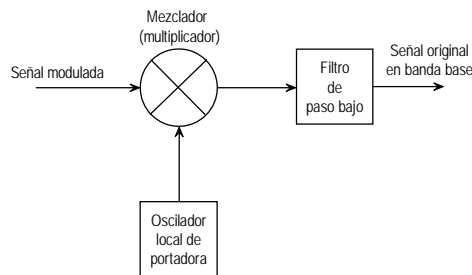 Mezclador
(multiplicador)
Señal modulada
Filtro
de
paso bajo
Señal original
en banda base
Oscilador
local de
portadora